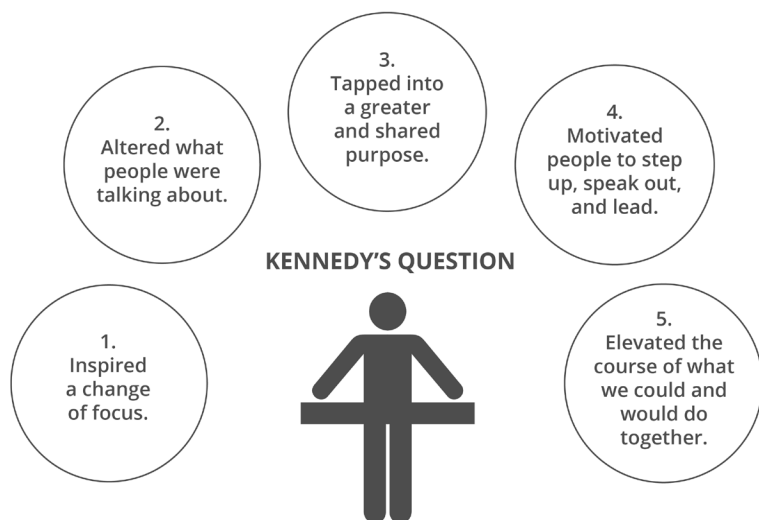 1.
Inspired
a change
of focus.
2.
Altered what
people were
talking about.
3.
Tapped into
a greater
and shared
purpose.
4.
Motivated
people to step
up, speak out,
and lead.
5.
Elevated the
course of what
we could and
would do
together.
KENNEDY’S QUESTION